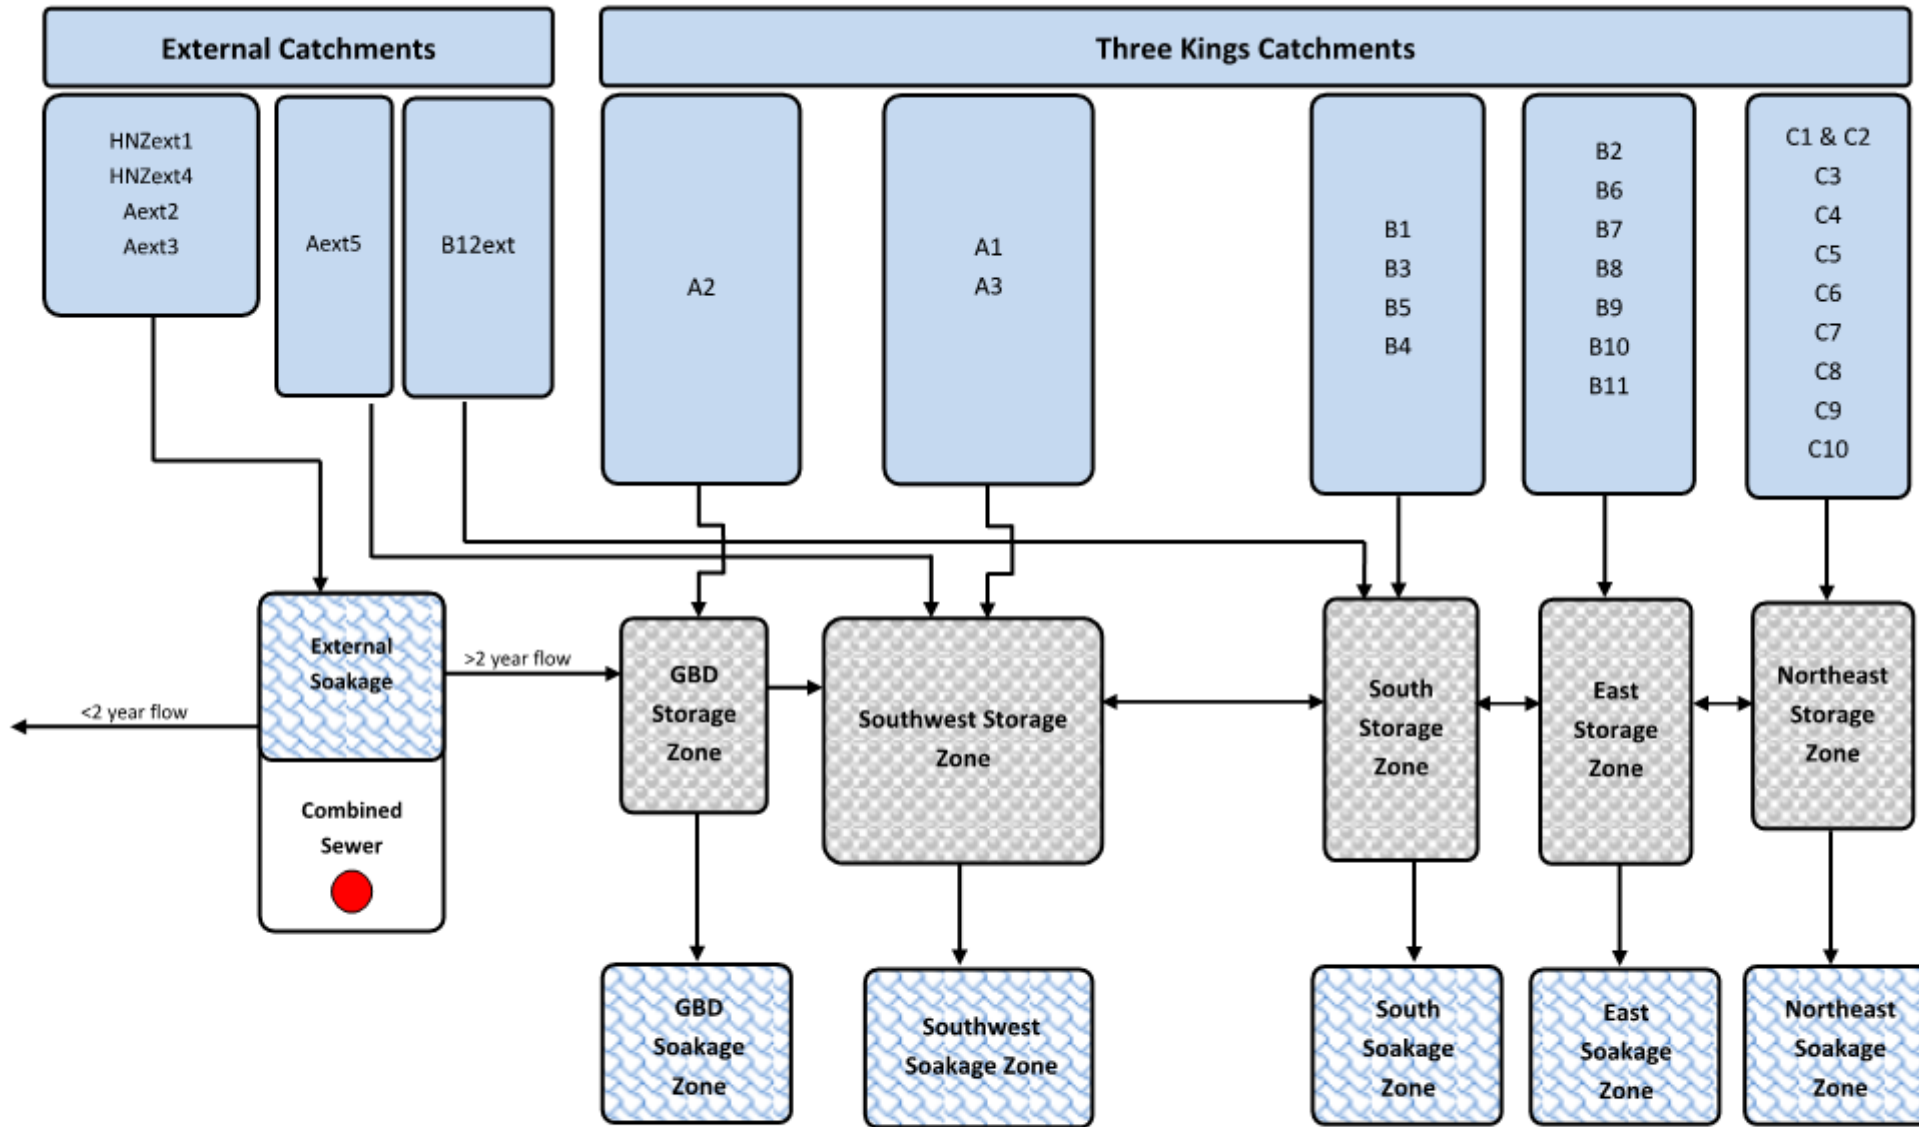 External Catchments
Three Kings Catchments
HNZext1
HNZext4
Aext2
Aext3
Aext5
B12ext
A2
A1
A3
B1
B3
B5
B4
B2
B6
B7
B8
B9
B10
B11
C1 & C2
C3
C4
C5
C6
C7
C8
C9
C10
<2 year flow
External
Soakage
Combined
Sewer
>2 year flow
GBD
Storage
Zone
Southwest Storage
Zone
South
Storage
Zone
East
Storage
Zone
Northeast
Storage
Zone
GBD
Soakage
Zone
Southwest
Soakage Zone
South
Soakage
Zone
East
Soakage
Zone
Northeast
Soakage
Zone